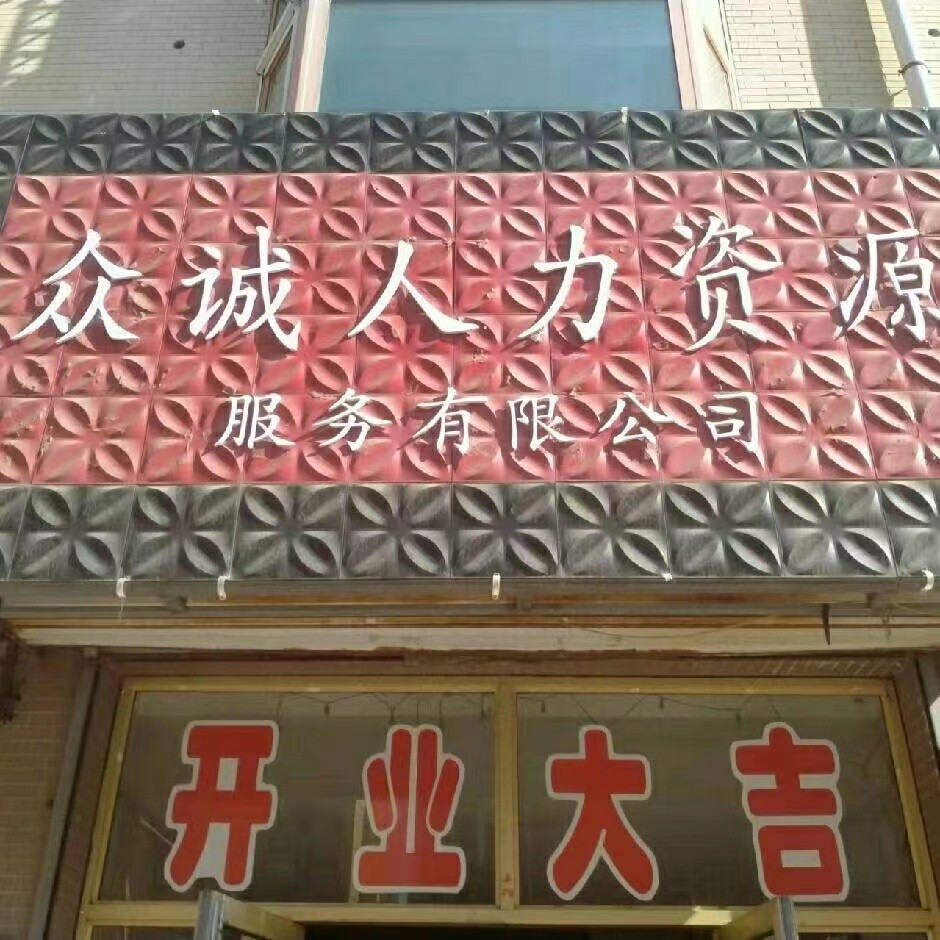 众诚人力资源
服务有限公司
开业大吉